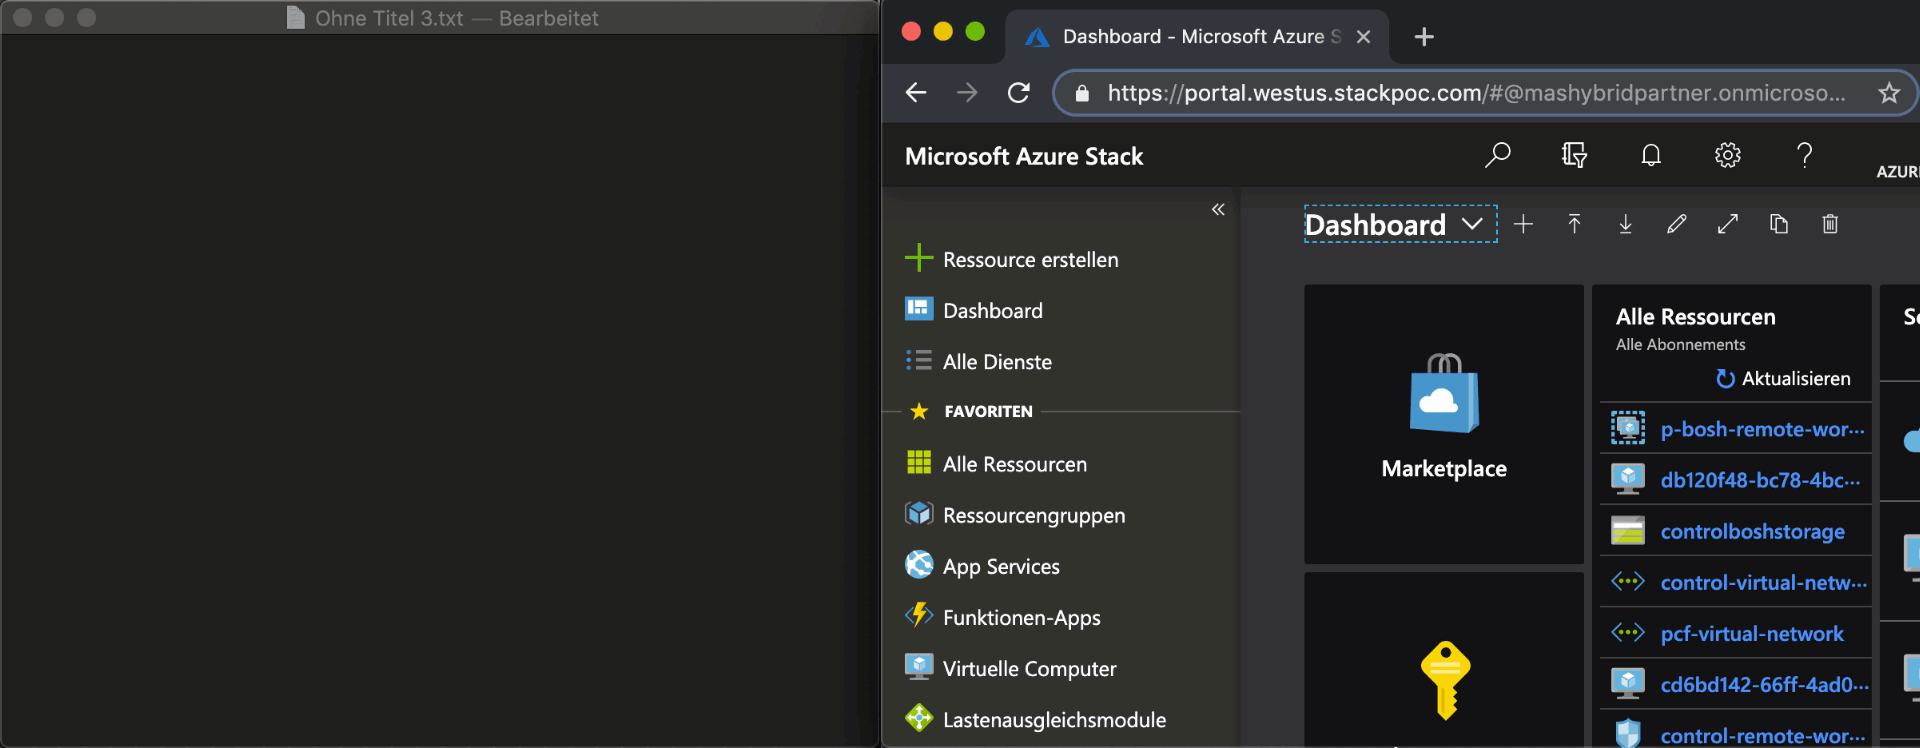 Ohne Titel 3.txt — Bearbeitet
Dashboard - Microsoft Azure S
https://portal.westus.stackpoc.com/#@mashybridpartner.onmicroso...
Microsoft Azure Stack
AZUR
Ressource erstellen
Dashboard
Alle Dienste
FAVORITEN
Alle Ressourcen
Ressourcengruppen
App Services
Funktionen-Apps
Virtuelle Computer
Lastenausgleichsmodule
Dashboard
Marketplace
Alle Ressourcen
Alle Abonnements
Aktualisieren
p-bosh-remote-wor···
db120f48-bc78-4bc···
controlboshstorage
control-virtual-netw···
pcf-virtual-network
cd6bd142-66ff-4ad0···
control-remote-wor···